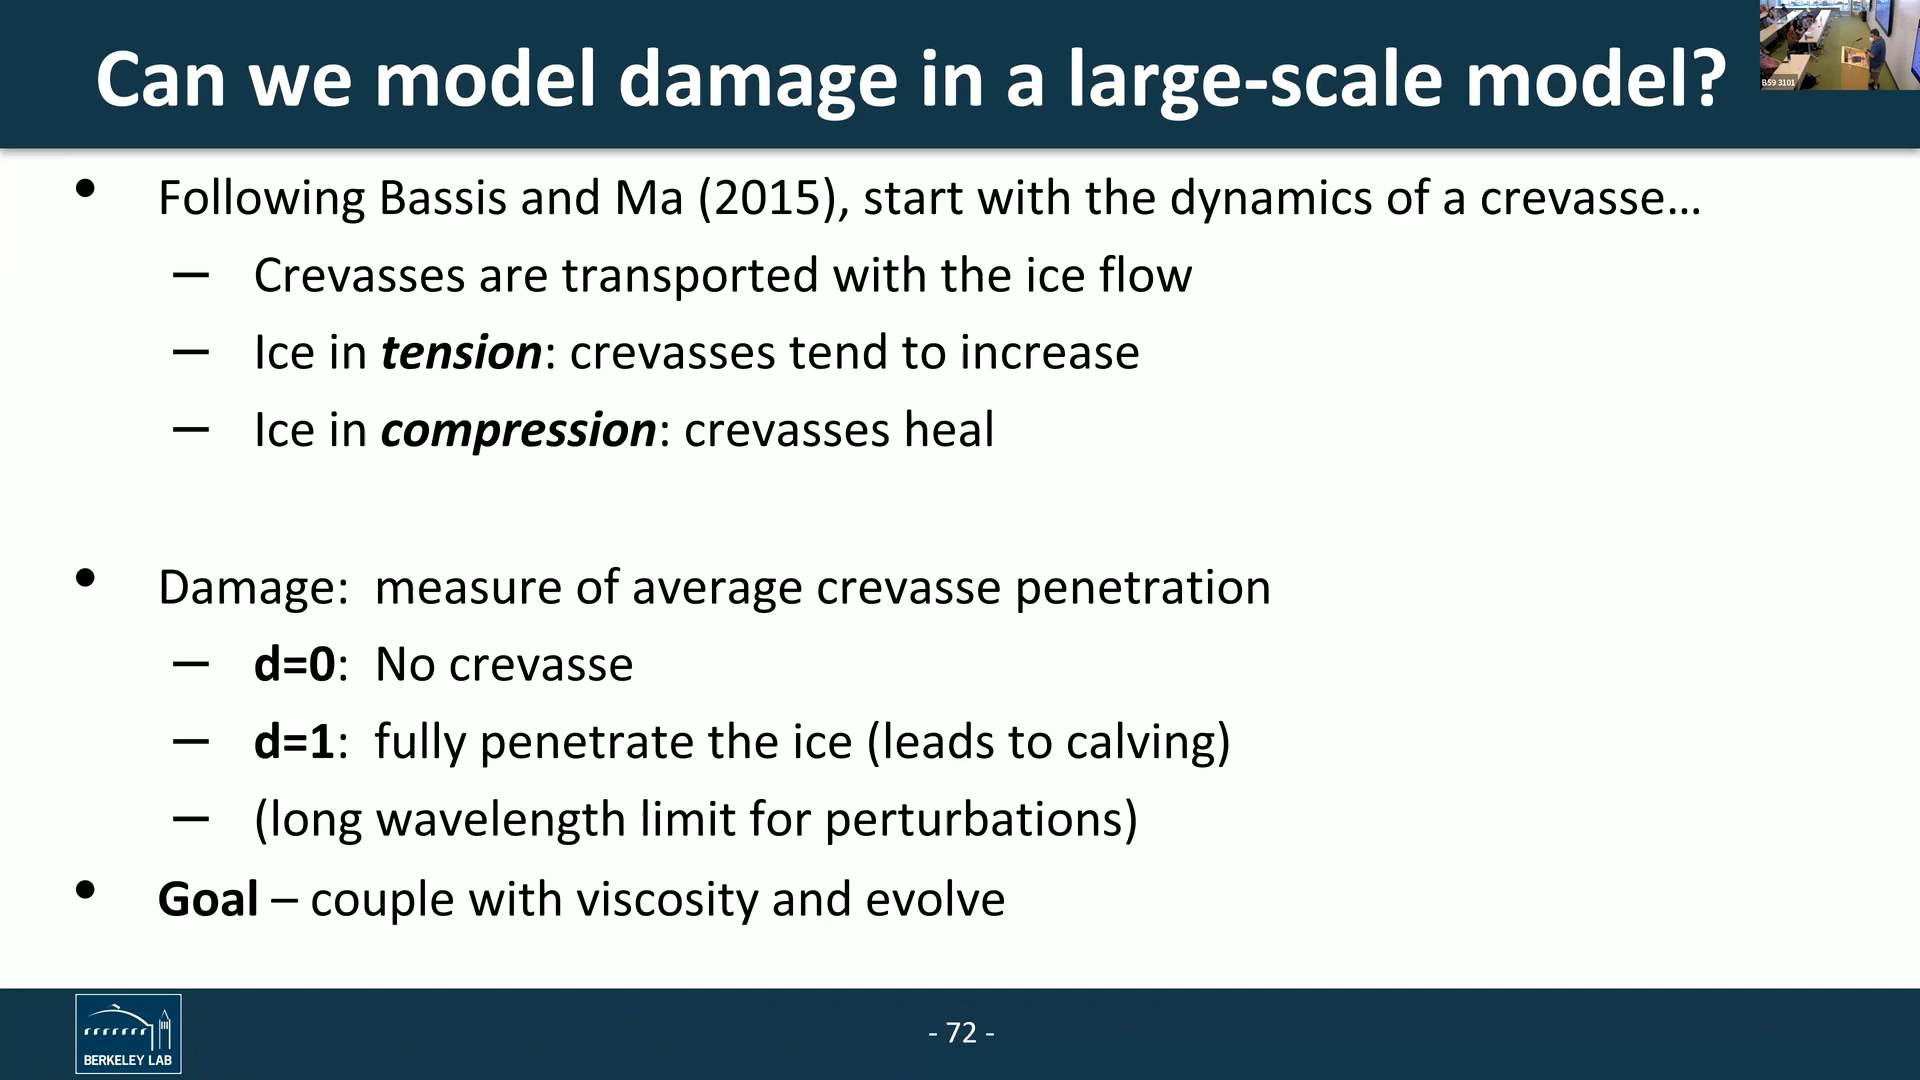 Can we model damage in a large-scale model?
B59 3101
• Following Bassis and Ma (2015), start with the dynamics of a crevasse…
– Crevasses are transported with the ice flow
– Ice in tension: crevasses tend to increase
– Ice in compression: crevasses heal
• Damage: measure of average crevasse penetration
– d=0: No crevasse
– d=1: fully penetrate the ice (leads to calving)
– (long wavelength limit for perturbations)
• Goal – couple with viscosity and evolve
BERKELEY LAB
- 72 -